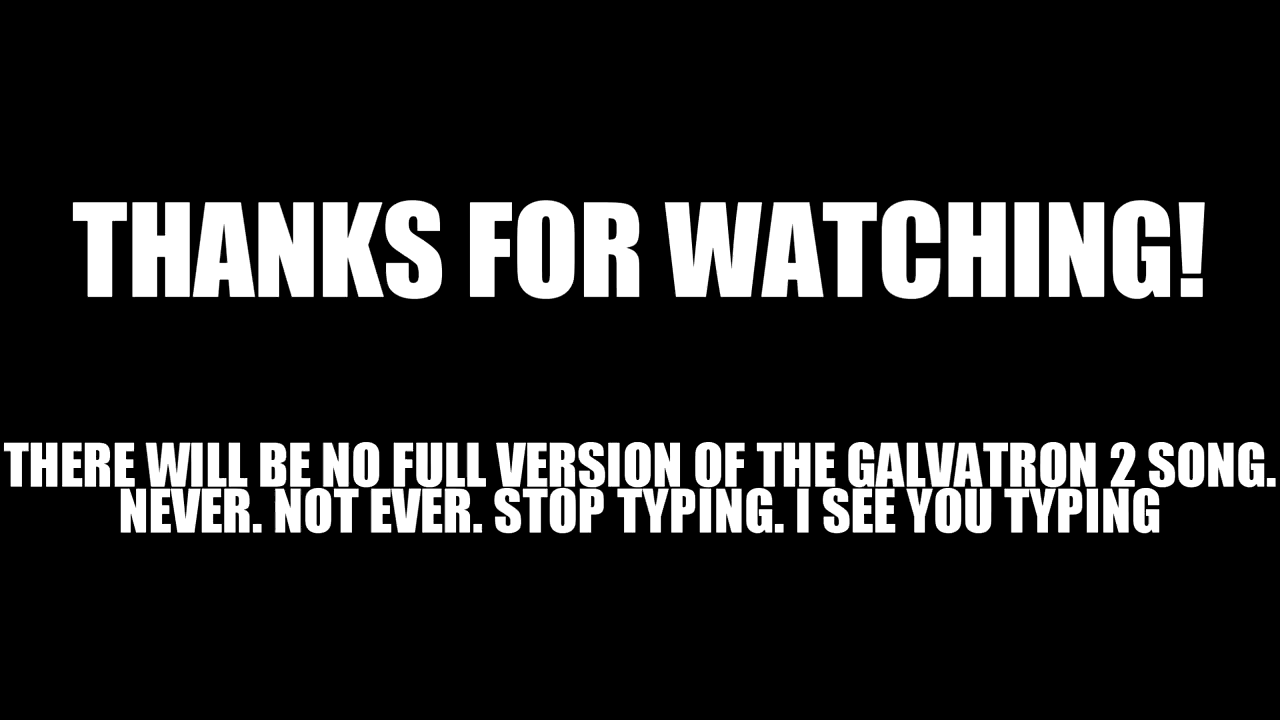 THANKS FOR WATCHING!
THERE WILL BE NO FULL VERSION OF THE GALVATRON 2 SONG.
NEVER. NOT EVER. STOP TYPING. I SEE YOU TYPING